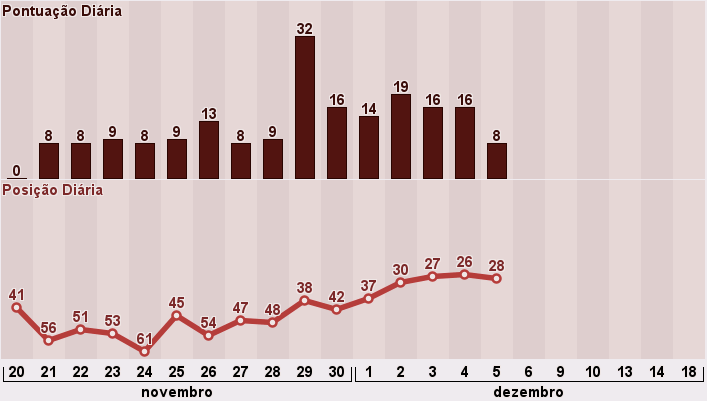 Pontuação Diária
0 8 8 9 8 9 13 8 9 32 16 14 19 16 16 8
Posição Diária
41 56 51 53 61 45 54 47 48 38 42 37 30 27 26 28
20 21 22 23 24 25 26 27 28 29 30 1 2 3 4 5 6 9 10 13 14 18
novembro dezembro